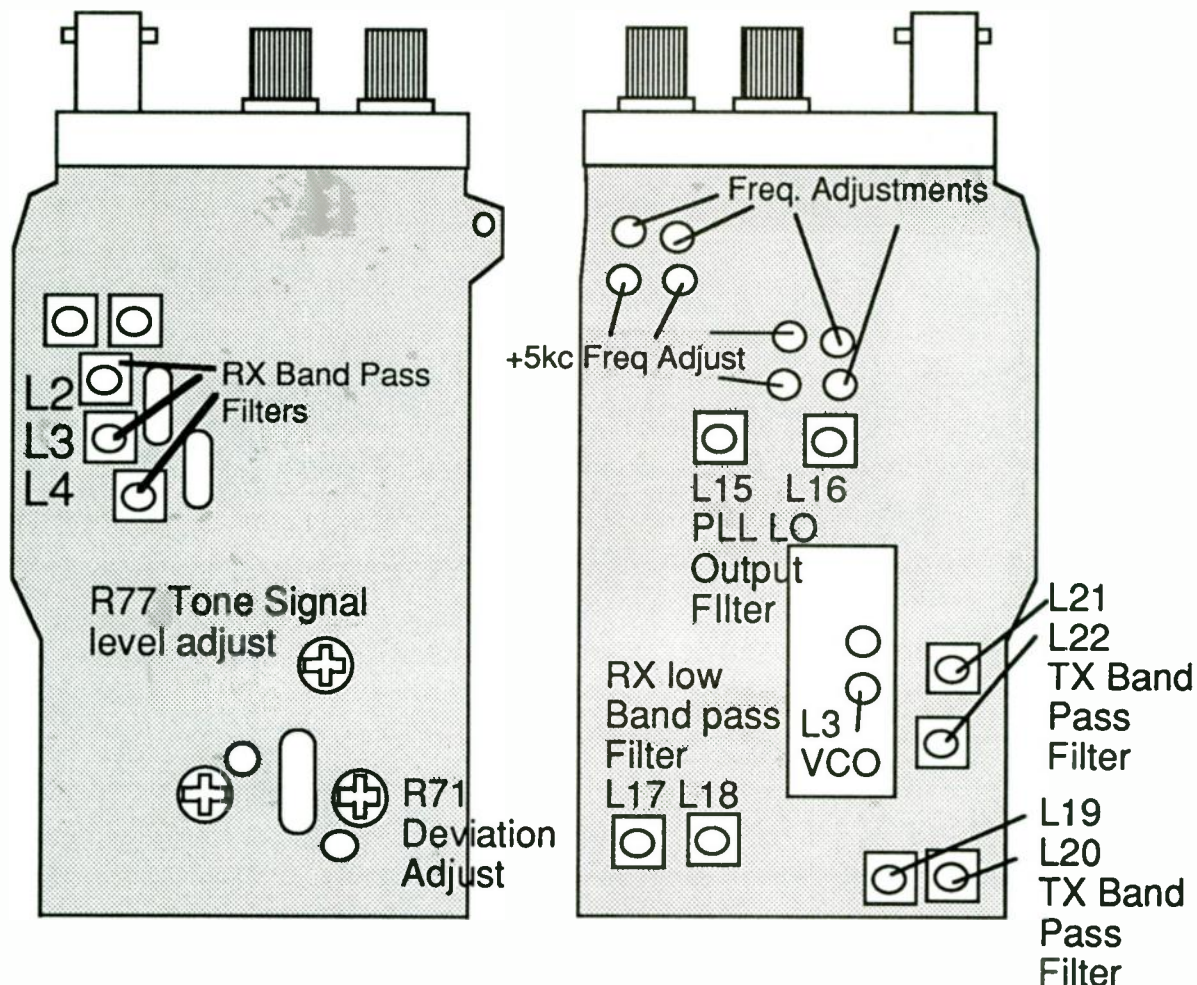 RX Band Pass
Filters
L2
L3
L4
R77 Tone Signal
level adjust
R71
Deviation
Adjust
Freq. Adjustments
+5kc Freq Adjust
L15 L16
PLL LO
Output
FIlter
RX low
Band pass
Filter
L17 L18
L3
VCO
L21
L22
TX Band
Pass
Filter
L19
L20
TX Band
Pass
Filter